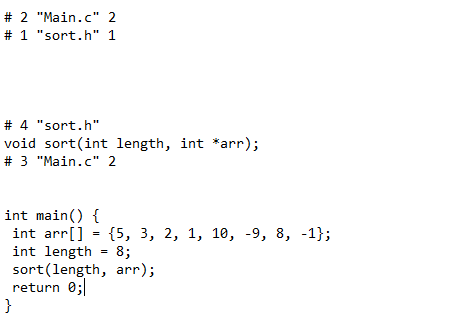 # 2 "Main.c" 2
# 1 "sort.h" 1
# 4 "sort.h"
void sort(int length, int *arr);
# 3 "Main.c" 2
int main() {
 int arr[] = {5, 3, 2, 1, 10, -9, 8, -1};
 int length = 8;
 sort(length, arr);
 return 0;
}